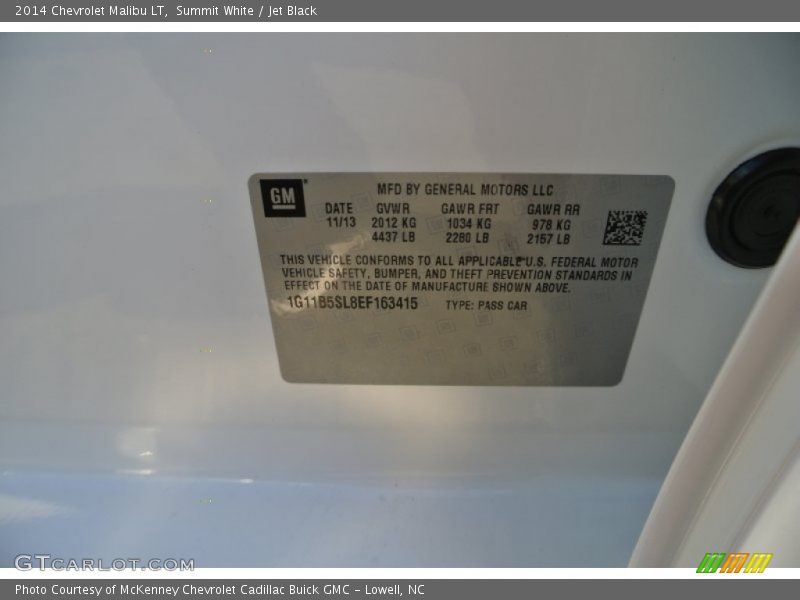 2014 Chevrolet Malibu LT, Summit White / Jet Black
GM
MFD BY GENERAL MOTORS LLC
DATE GVWR GAWR FRT GAWR RR
11/13 2012 KG 1034 KG 978 KG
4437 LB 2280 LB 2157 LB
THIS VEHICLE CONFORMS TO ALL APPLICABLE U.S. FEDERAL MOTOR
VEHICLE SAFETY, BUMPER, AND THEFT PREVENTION STANDARDS IN
EFFECT ON THE DATE OF MANUFACTURE SHOWN ABOVE.
1G11B5SL8EF163415 TYPE: PASS CAR
GTCARLOT.COM
Photo Courtesy of McKenney Chevrolet Cadillac Buick GMC - Lowell, NC